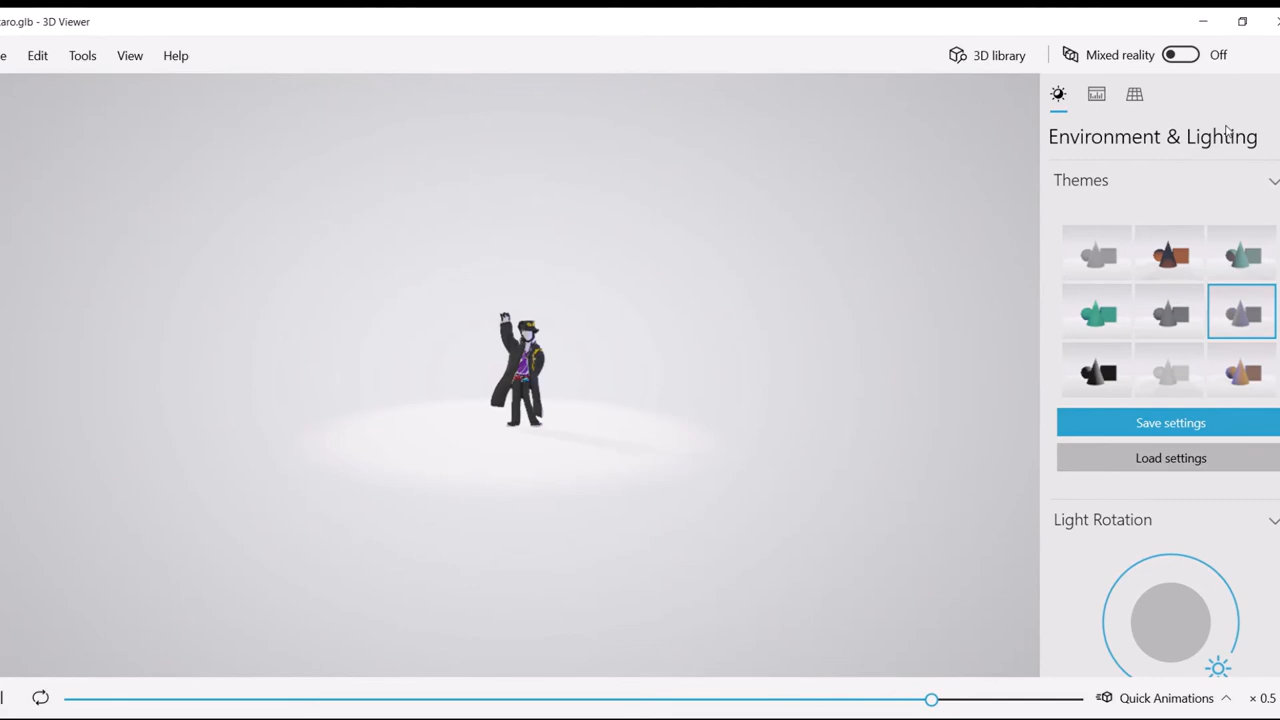 aro.glb - 3D Viewer
e Edit Tools View Help
3D library
Mixed reality Off
Environment & Lighting
Themes
Save settings
Load settings
Light Rotation
Quick Animations × 0.5